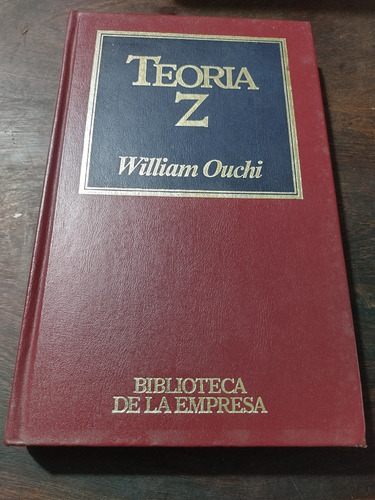 TEORIA
Z
William Ouchi
BIBLIOTECA
DE LA EMPRESA